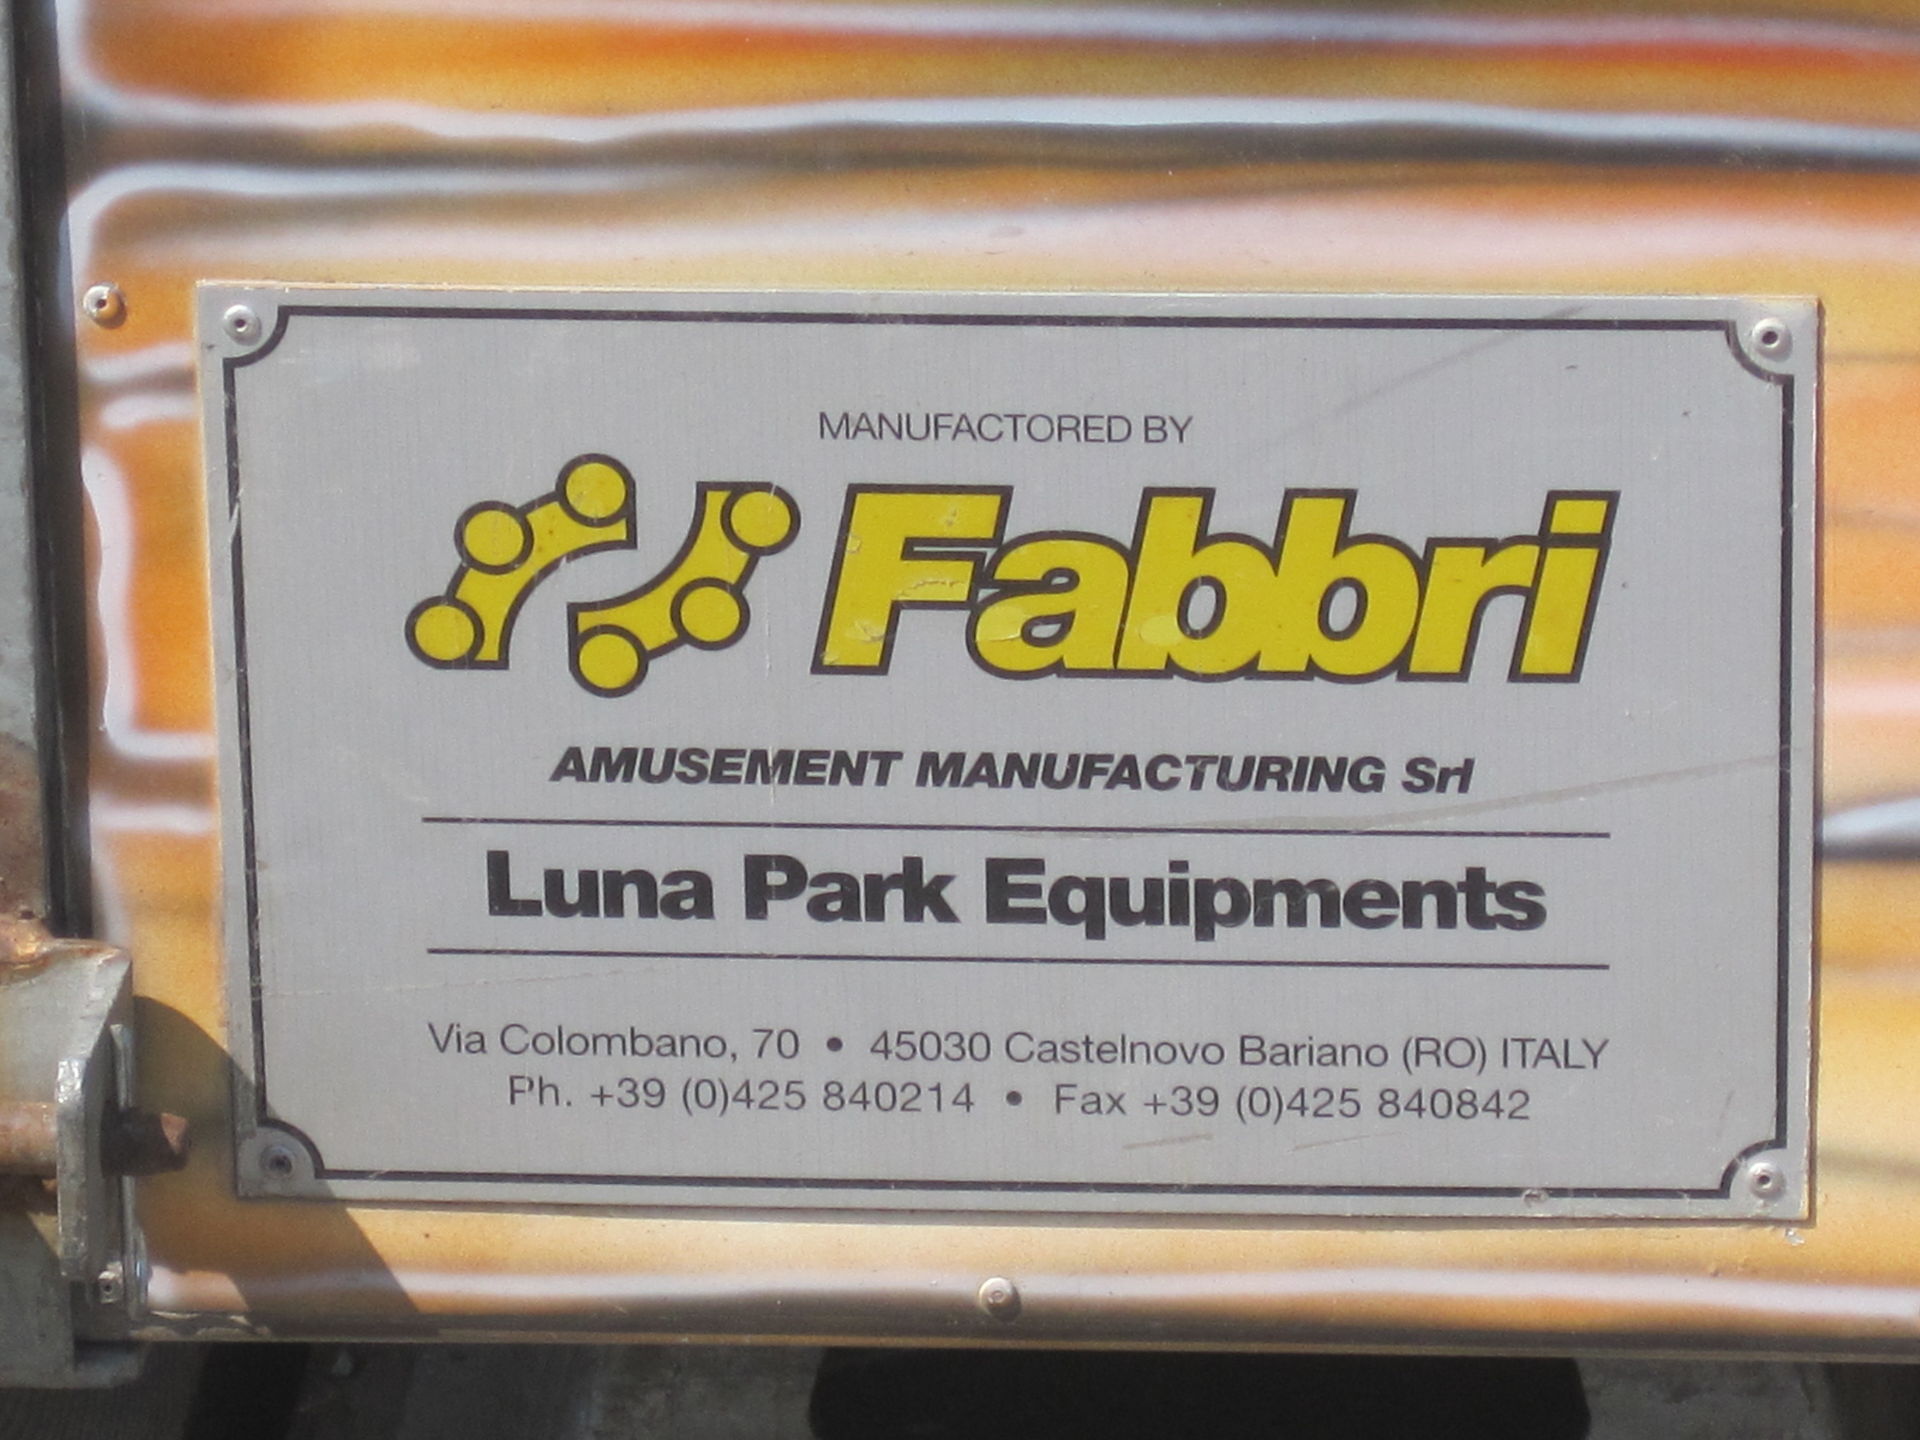 MANUFACTORED BY
Fabbri
AMUSEMENT MANUFACTURING Srl
Luna Park Equipments
Via Colombano, 70 • 45030 Castelnovo Bariano (RO) ITALY
Ph. +39 (0)425 840214 • Fax +39 (0)425 840842